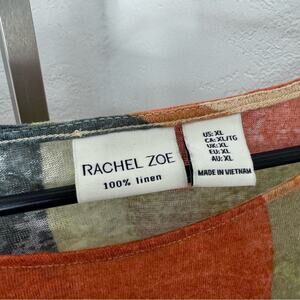 RACHEL ZOE
100% linen
US: XL
CA: XL/TG
UK: XL
EU: XL
AU: XL
MADE IN VIETNAM